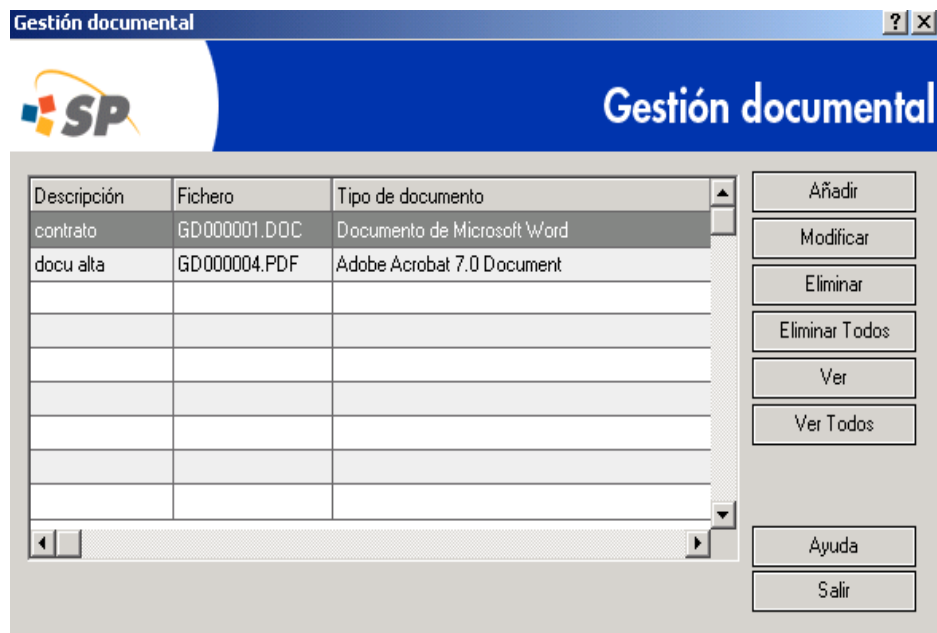 Gestión documental
SP
Gestión documental
Descripción Fichero Tipo de documento
contrato GD000001.DOC Documento de Microsoft Word
docu alta GD000004.PDF Adobe Acrobat 7.0 Document
Añadir
Modificar
Eliminar
Eliminar Todos
Ver
Ver Todos
Ayuda
Salir